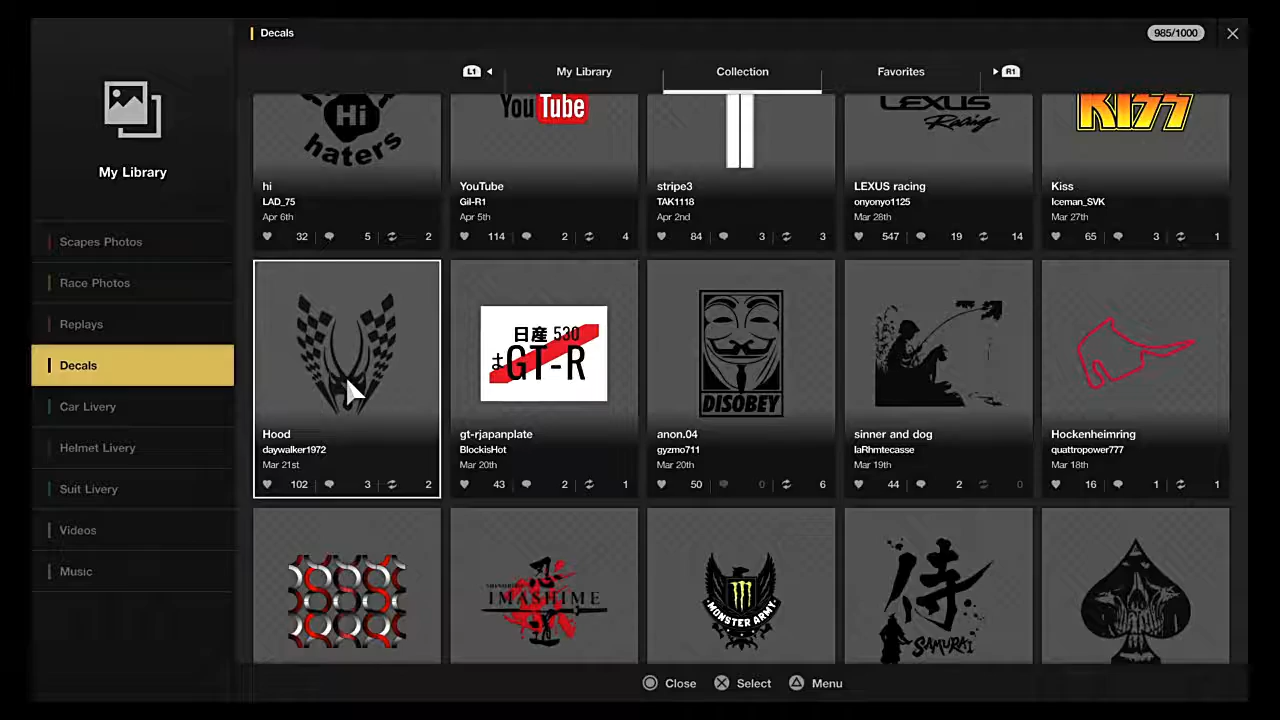 Decals
985/1000
L1
My Library
Collection
Favorites
R1
My Library
Scapes Photos
Race Photos
Replays
Decals
Car Livery
Helmet Livery
Suit Livery
Videos
Music
Hi
haters
hi
LAD_75
Apr 6th
32 5 2
YouTube
YouTube
Gil-R1
Apr 5th
114 2 4
stripe3
TAK1118
Apr 2nd
84 3 3
LEXUS
Racing
LEXUS racing
onyonyo1125
Mar 28th
547 19 14
KISS
Kiss
Iceman_SVK
Mar 27th
65 3 1
Hood
daywalker1972
Mar 21st
102 3 2
日産 530
は GT-R
gt-rjapanplate
BlockisHot
Mar 20th
43 2 1
DISOBEY
anon.04
gyzmo711
Mar 20th
50 0 6
sinner and dog
laRhmtecasse
Mar 19th
44 2 0
Hockenheimring
quattropower777
Mar 18th
16 1 1
忍
IMASHIME
MONSTER ARMY
侍
SAMURAI
Close
Select
Menu